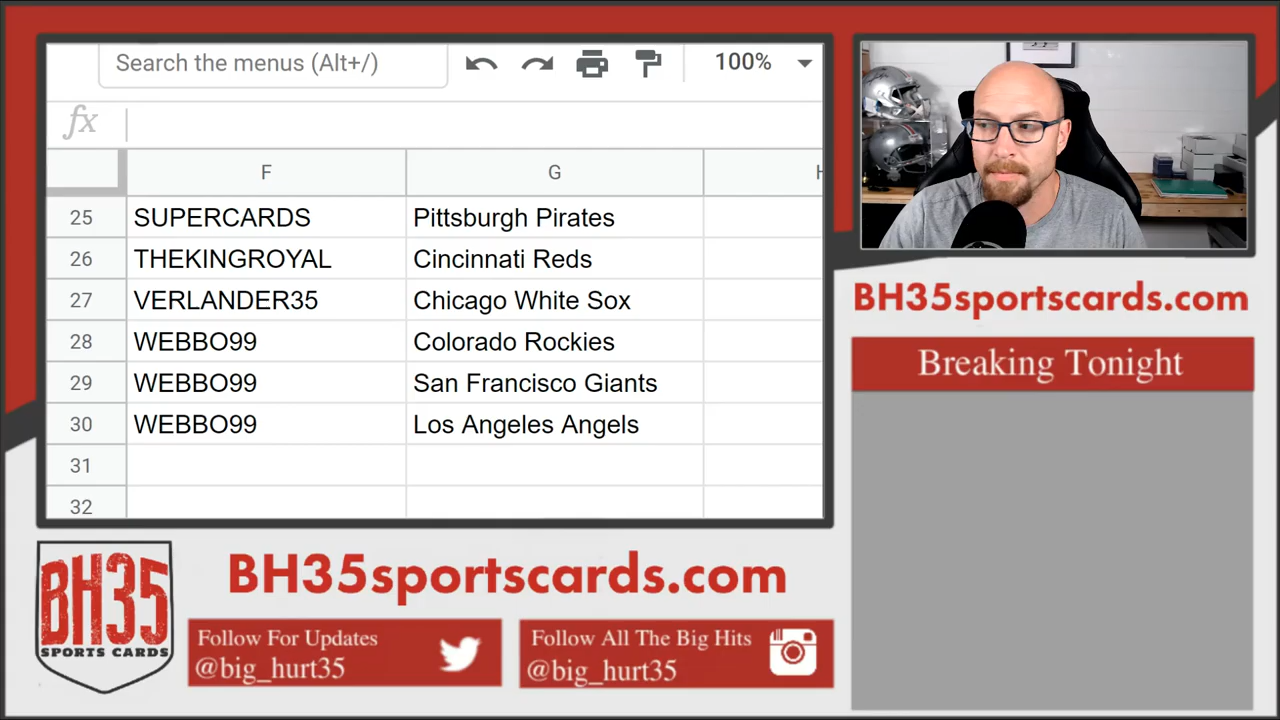 Search the menus (Alt+/)
100%
fx
F G H
25 SUPERCARDS Pittsburgh Pirates
26 THEKINGROYAL Cincinnati Reds
27 VERLANDER35 Chicago White Sox
28 WEBBO99 Colorado Rockies
29 WEBBO99 San Francisco Giants
30 WEBBO99 Los Angeles Angels
31
32
BH35sportscards.com
Breaking Tonight
BH35
SPORTS CARDS
BH35sportscards.com
Follow For Updates
@big_hurt35
Follow All The Big Hits
@big_hurt35